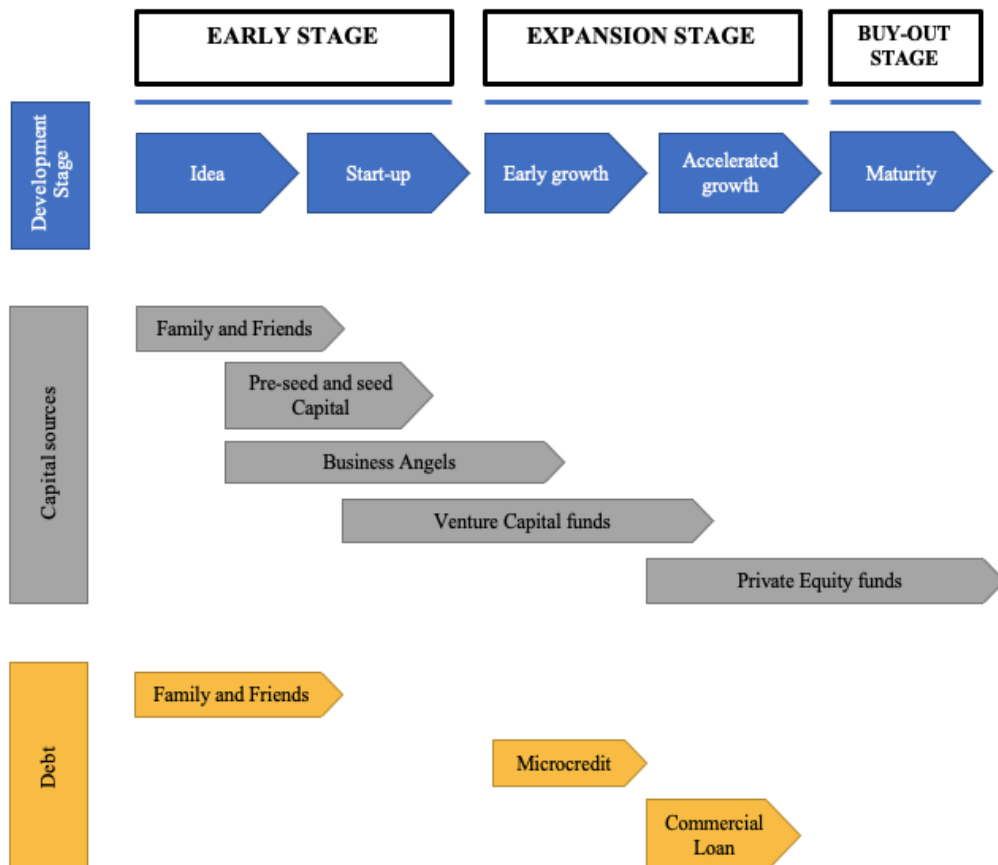 EARLY STAGE
EXPANSION STAGE
BUY-OUT
STAGE
Development
Stage
Idea
Start-up
Early growth
Accelerated
growth
Maturity
Capital sources
Family and Friends
Pre-seed and seed
Capital
Business Angels
Venture Capital funds
Private Equity funds
Debt
Family and Friends
Microcredit
Commercial
Loan